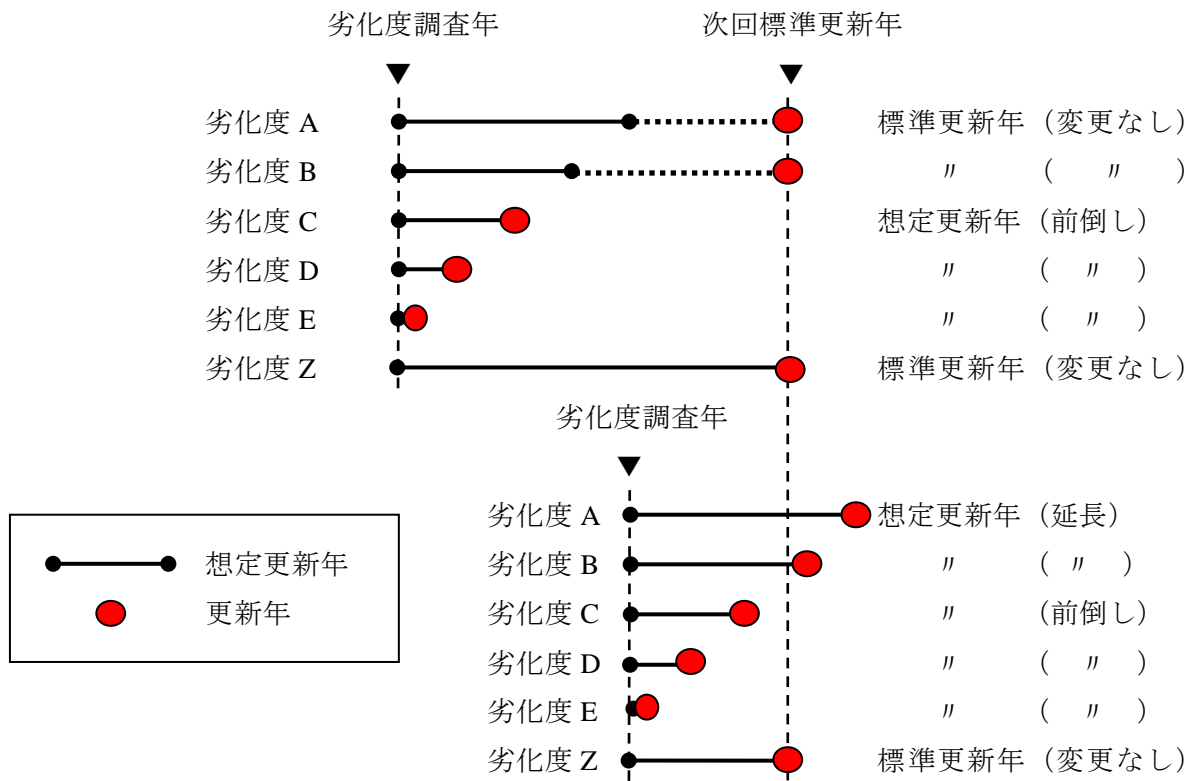 劣化度調査年 次回標準更新年
▼ ▼
劣化度 A 標準更新年（変更なし）
劣化度 B 〃 （ 〃 ）
劣化度 C 想定更新年（前倒し）
劣化度 D 〃 （ 〃 ）
劣化度 E 〃 （ 〃 ）
劣化度 Z 標準更新年（変更なし）
劣化度調査年
▼
劣化度 A 想定更新年（延長）
劣化度 B 〃 （ 〃 ）
劣化度 C 〃 （前倒し）
劣化度 D 〃 （ 〃 ）
劣化度 E 〃 （ 〃 ）
劣化度 Z 標準更新年（変更なし）
想定更新年
更新年